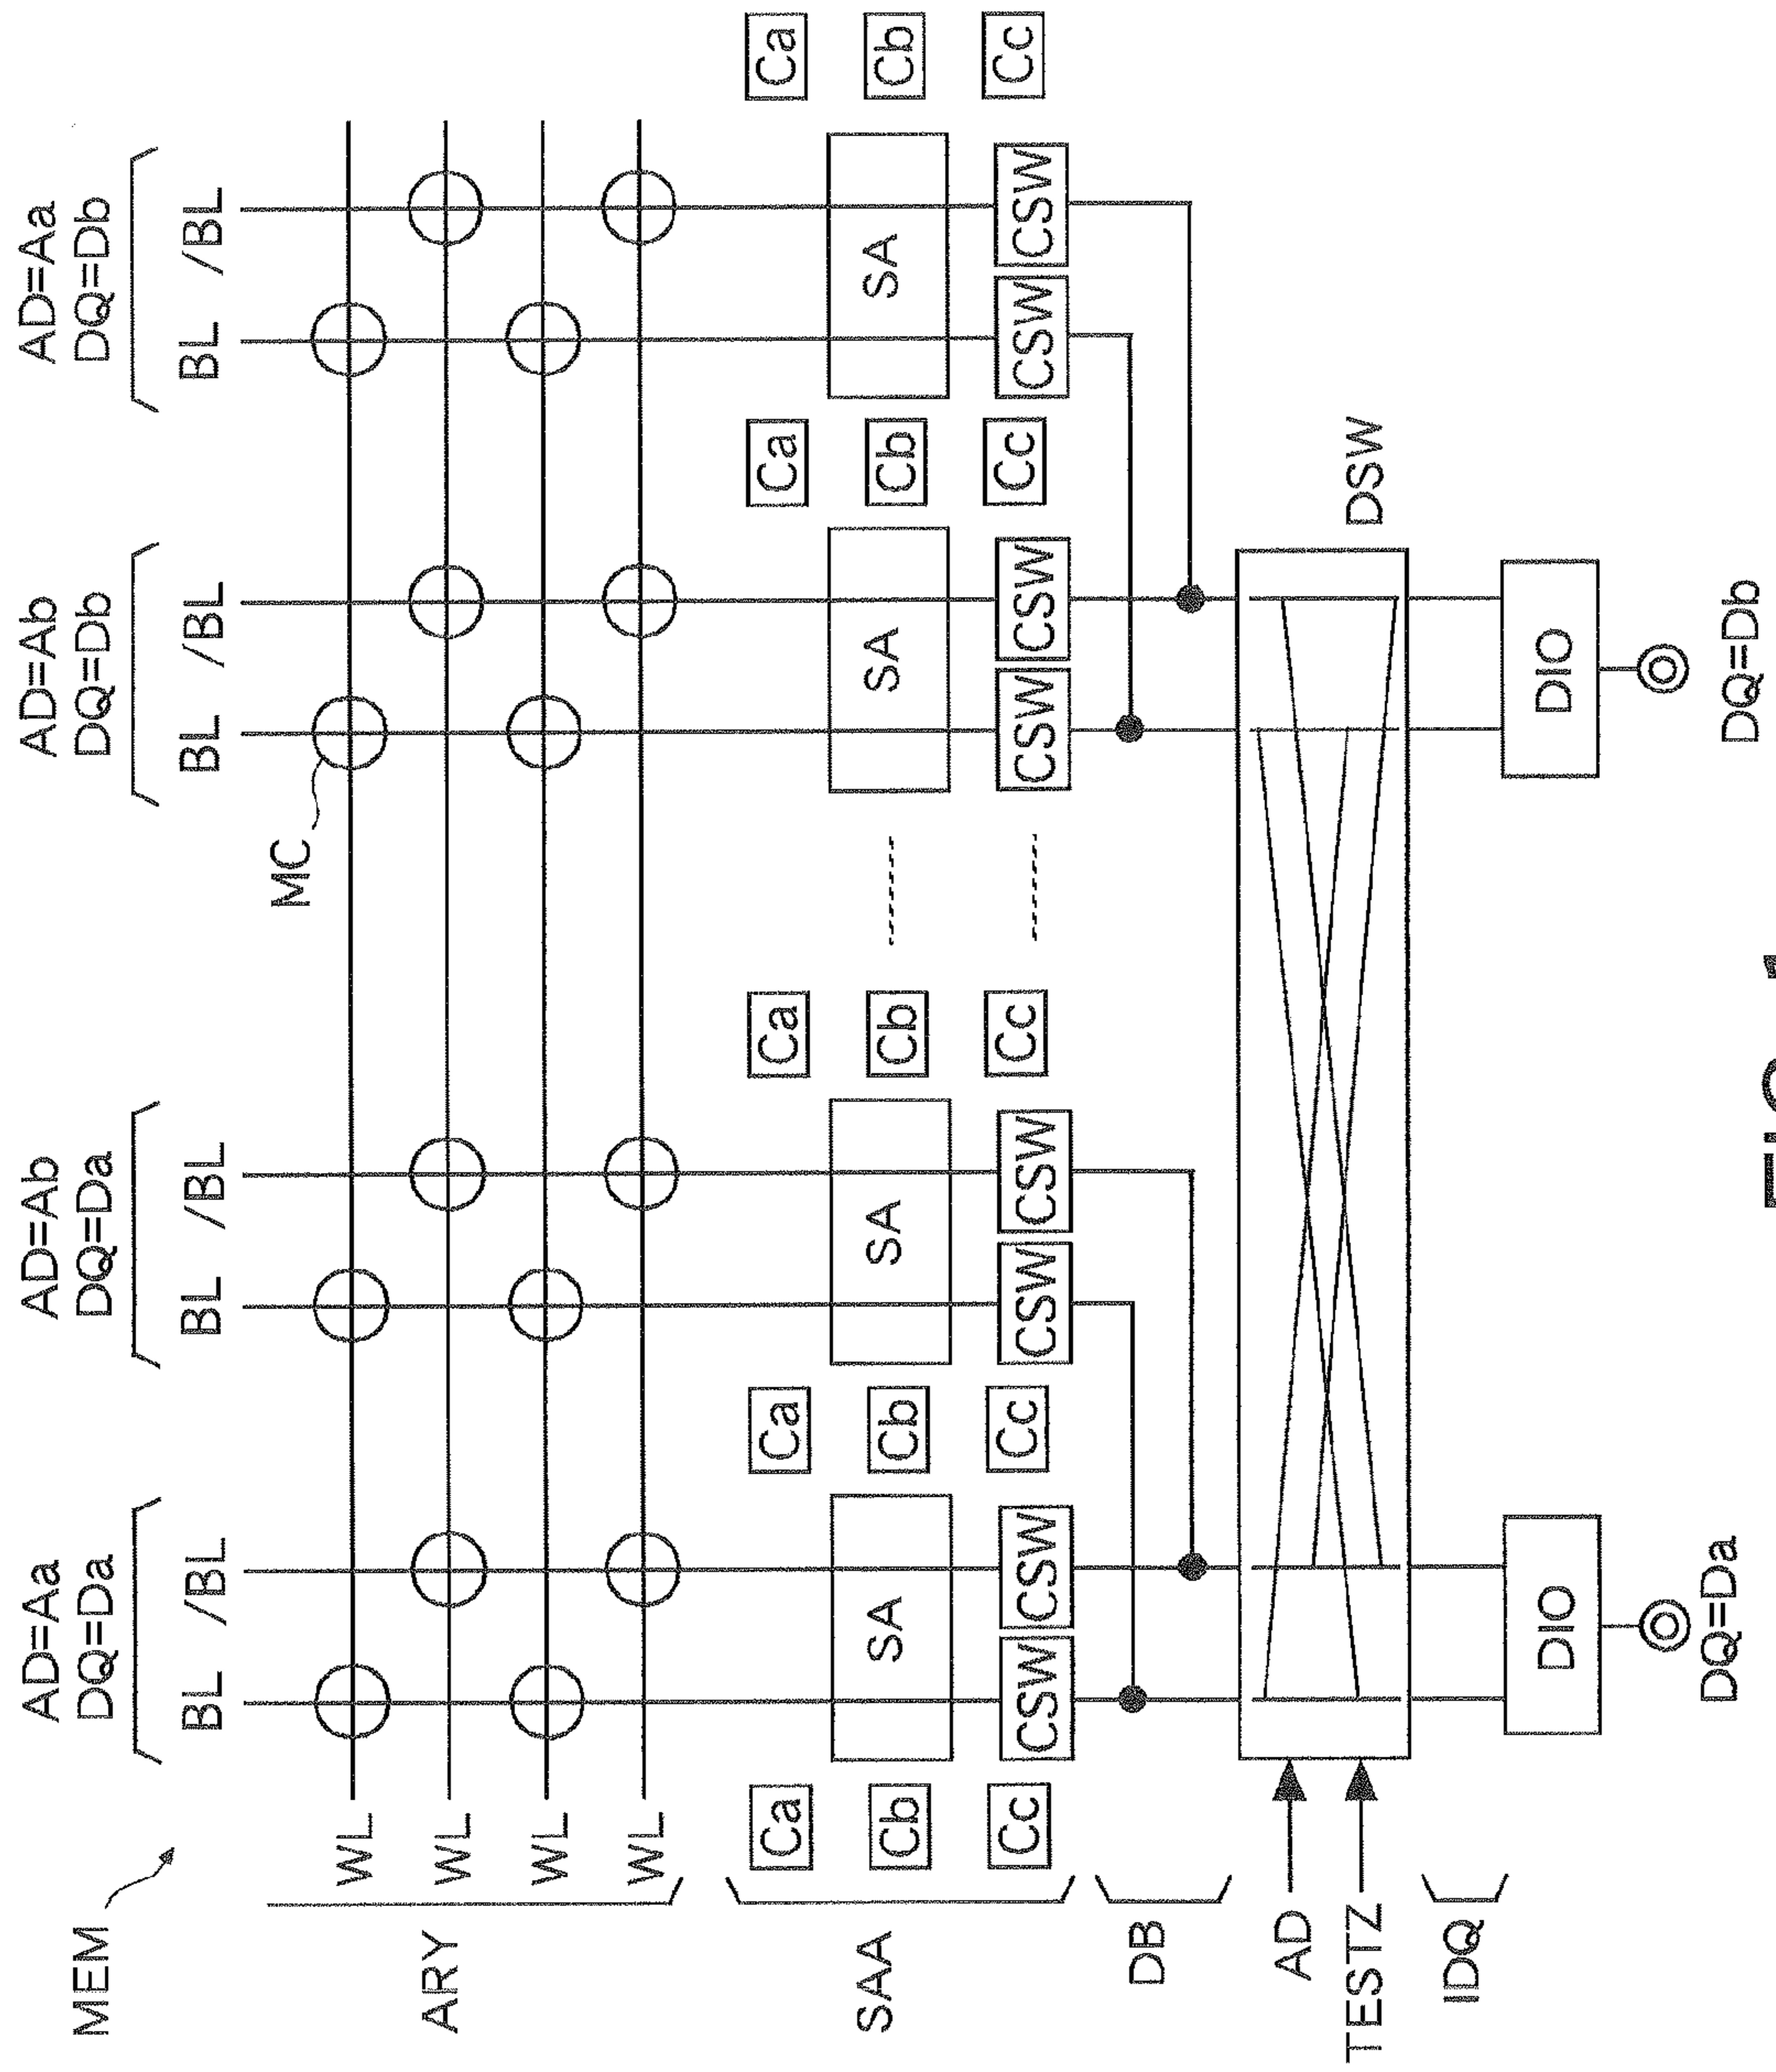 MEM
AD=Aa
DQ=Da
AD=Ab
DQ=Da
AD=Ab
DQ=Db
AD=Aa
DQ=Db
BL /BL BL /BL BL /BL BL /BL
MC
WL
WL
WL
WL
ARY
Ca Ca Ca Ca Ca
Cb SA Cb SA Cb SA Cb SA Cb
Cc CSW CSW Cc CSW CSW Cc CSW CSW Cc CSW CSW Cc
SAA
DB
AD
TESTZ
DSW
IDQ
DIO DIO
DQ=Da DQ=Db